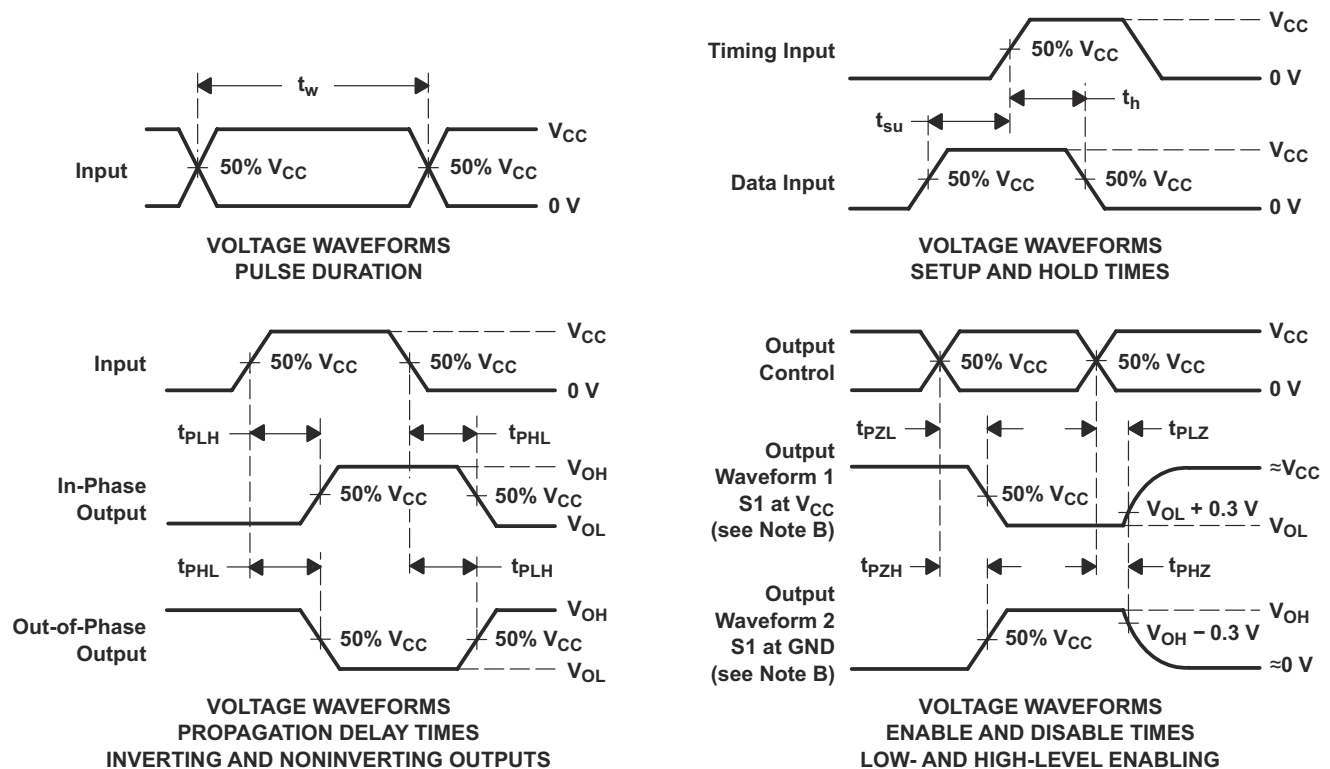 t_w
V_CC
Input
50% V_CC
50% V_CC
0 V
VOLTAGE WAVEFORMS
PULSE DURATION
Timing Input
50% V_CC
V_CC
0 V
t_h
t_su
Data Input
50% V_CC
50% V_CC
V_CC
0 V
VOLTAGE WAVEFORMS
SETUP AND HOLD TIMES
Input
50% V_CC
50% V_CC
V_CC
0 V
t_PLH
t_PHL
In-Phase
Output
50% V_CC
50% V_CC
V_OH
V_OL
t_PHL
t_PLH
Out-of-Phase
Output
50% V_CC
50% V_CC
V_OH
V_OL
VOLTAGE WAVEFORMS
PROPAGATION DELAY TIMES
INVERTING AND NONINVERTING OUTPUTS
Output
Control
50% V_CC
50% V_CC
V_CC
0 V
t_PZL
t_PLZ
Output
Waveform 1
S1 at V_CC
(see Note B)
50% V_CC
≈V_CC
V_OL + 0.3 V
V_OL
t_PZH
t_PHZ
Output
Waveform 2
S1 at GND
(see Note B)
50% V_CC
V_OH
V_OH − 0.3 V
≈0 V
VOLTAGE WAVEFORMS
ENABLE AND DISABLE TIMES
LOW- AND HIGH-LEVEL ENABLING